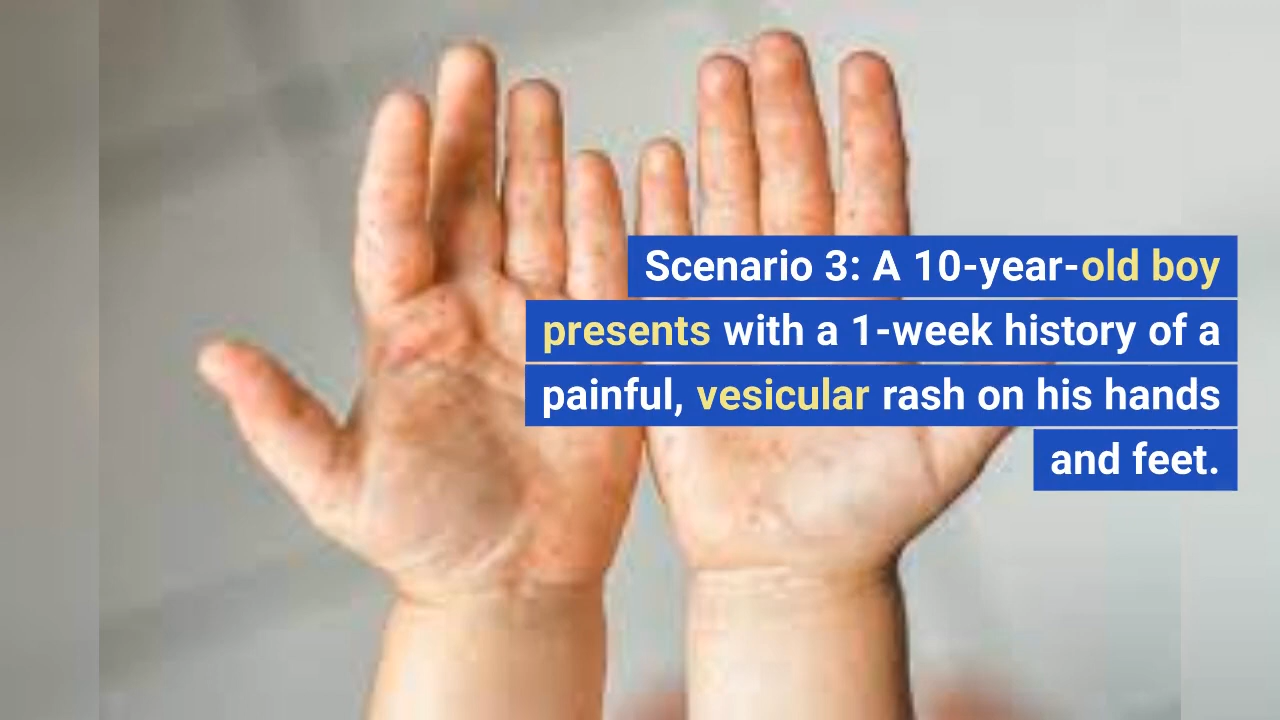 Scenario 3: A 10-year-old boy
presents with a 1-week history of a
painful, vesicular rash on his hands
and feet.